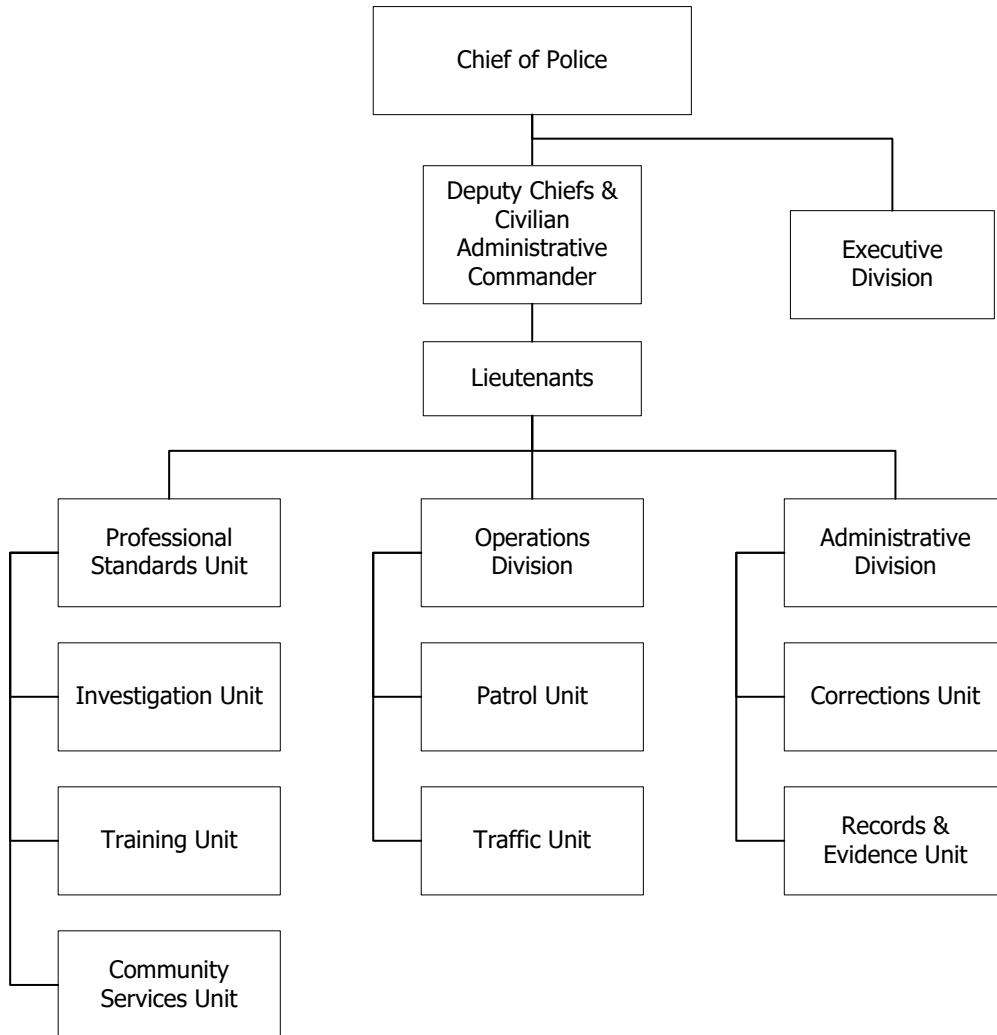 Chief of Police
Deputy Chiefs &
Civilian
Administrative
Commander
Executive
Division
Lieutenants
Professional
Standards Unit
Operations
Division
Administrative
Division
Investigation Unit
Patrol Unit
Corrections Unit
Training Unit
Traffic Unit
Records &
Evidence Unit
Community
Services Unit